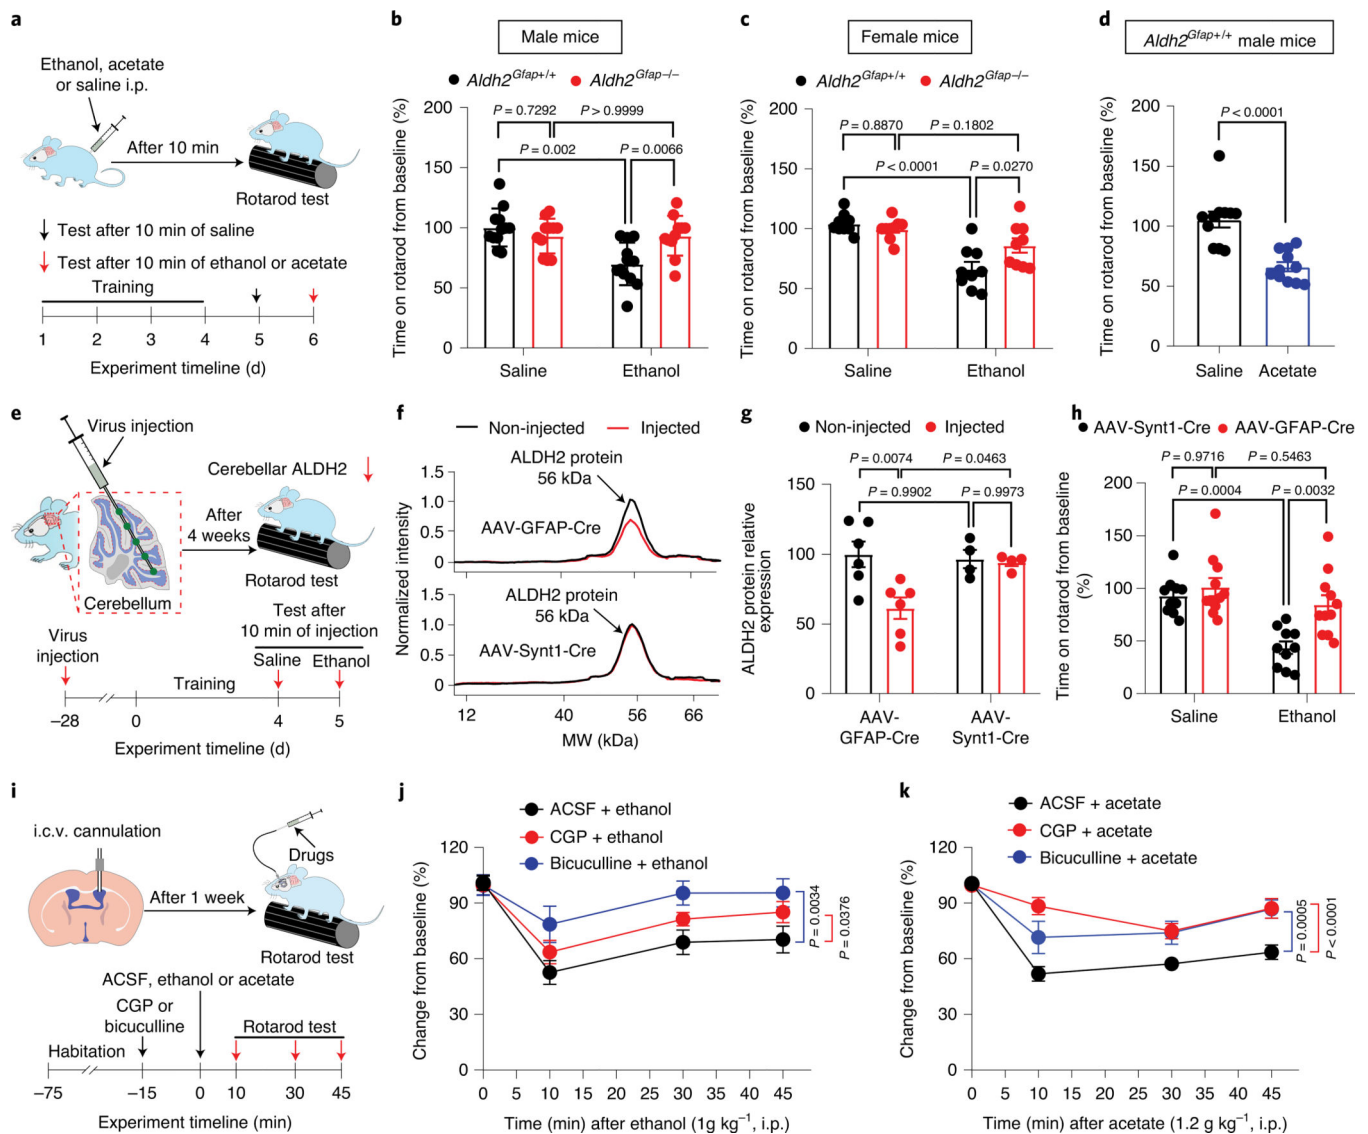 a
Ethanol, acetate
or saline i.p.
After 10 min
Rotarod test
Test after 10 min of saline
Test after 10 min of ethanol or acetate
Training
1 2 3 4 5 6
Experiment timeline (d)
b
Male mice
Aldh2Gfap+/+ Aldh2Gfap−/−
Time on rotarod from baseline (%)
200
150
100
50
0
P = 0.7292 P > 0.9999
P = 0.002 P = 0.0066
Saline Ethanol
c
Female mice
Aldh2Gfap+/+ Aldh2Gfap−/−
Time on rotarod from baseline (%)
200
150
100
50
0
P = 0.8870 P = 0.1802
P < 0.0001 P = 0.0270
Saline Ethanol
d
Aldh2Gfap+/+ male mice
Time on rotarod from baseline (%)
200
150
100
50
0
P < 0.0001
Saline Acetate
e
Virus injection
Cerebellar ALDH2
After
4 weeks
Rotarod test
Cerebellum
Test after
10 min of injection
Virus
injection
Saline Ethanol
Training
−28 0 4 5
Experiment timeline (d)
f
Non-injected Injected
Normalized intensity
1.5
1.0
0.5
0
ALDH2 protein
56 kDa
AAV-GFAP-Cre
1.5
1.0
0.5
0
ALDH2 protein
56 kDa
AAV-Synt1-Cre
12 40 56 66
MW (kDa)
g
Non-injected Injected
ALDH2 protein relative
expression
150
100
50
0
P = 0.0074 P = 0.0463
P = 0.9902 P = 0.9973
AAV-
GFAP-Cre
AAV-
Synt1-Cre
h
AAV-Synt1-Cre AAV-GFAP-Cre
Time on rotarod from baseline
(%)
200
150
100
50
0
P = 0.9716 P = 0.5463
P = 0.0004 P = 0.0032
Saline Ethanol
i
i.c.v. cannulation
After 1 week
Drugs
Rotarod test
ACSF, ethanol or acetate
CGP or
bicuculline
Rotarod test
Habitation
−75 −15 0 10 30 45
Experiment timeline (min)
j
ACSF + ethanol
CGP + ethanol
Bicuculline + ethanol
Change from baseline (%)
120
90
60
30
0
P = 0.0034
P = 0.0376
0 5 10 15 20 25 30 35 40 45
Time (min) after ethanol (1g kg−1, i.p.)
k
ACSF + acetate
CGP + acetate
Bicuculline + acetate
Change from baseline (%)
120
90
60
30
0
P = 0.0005
P < 0.0001
0 5 10 15 20 25 30 35 40 45
Time (min) after acetate (1.2 g kg−1, i.p.)